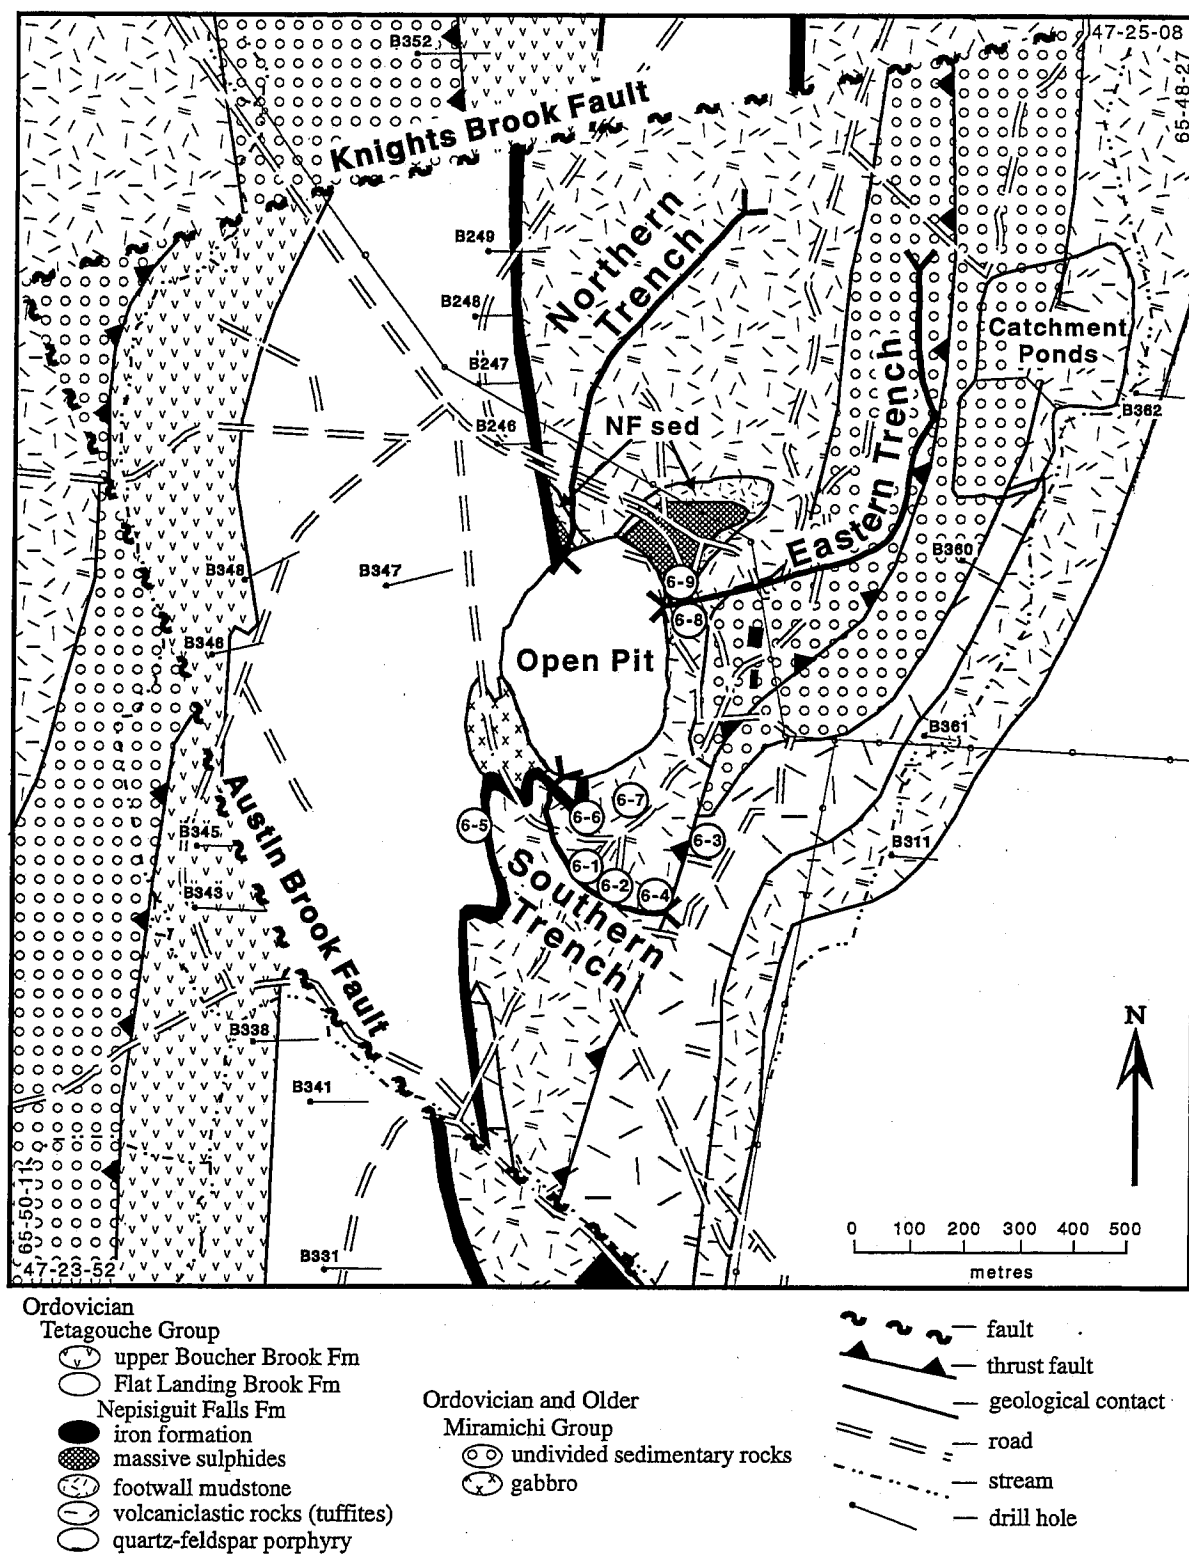 47-25-08
65-48-27
B352
Knights Brook Fault
B249
Northern
Trench
B248
Catchment
Ponds
B247
B362
B246
NF sed
Eastern Trench
B360
B348
B347
6-9
6-8
B346
Open Pit
B361
Austin Brook Fault
6-7
6-6
6-5
6-3
B345
B311
6-1
6-2
6-4
B343
Southern
Trench
N
B338
B341
0 100 200 300 400 500
metres
65-50-11
B331
47-23-52
Ordovician
Tetagouche Group
upper Boucher Brook Fm
Flat Landing Brook Fm
Nepisiguit Falls Fm
iron formation
massive sulphides
footwall mudstone
volcaniclastic rocks (tuffites)
quartz-feldspar porphyry
Ordovician and Older
Miramichi Group
undivided sedimentary rocks
gabbro
fault
thrust fault
geological contact
road
stream
drill hole